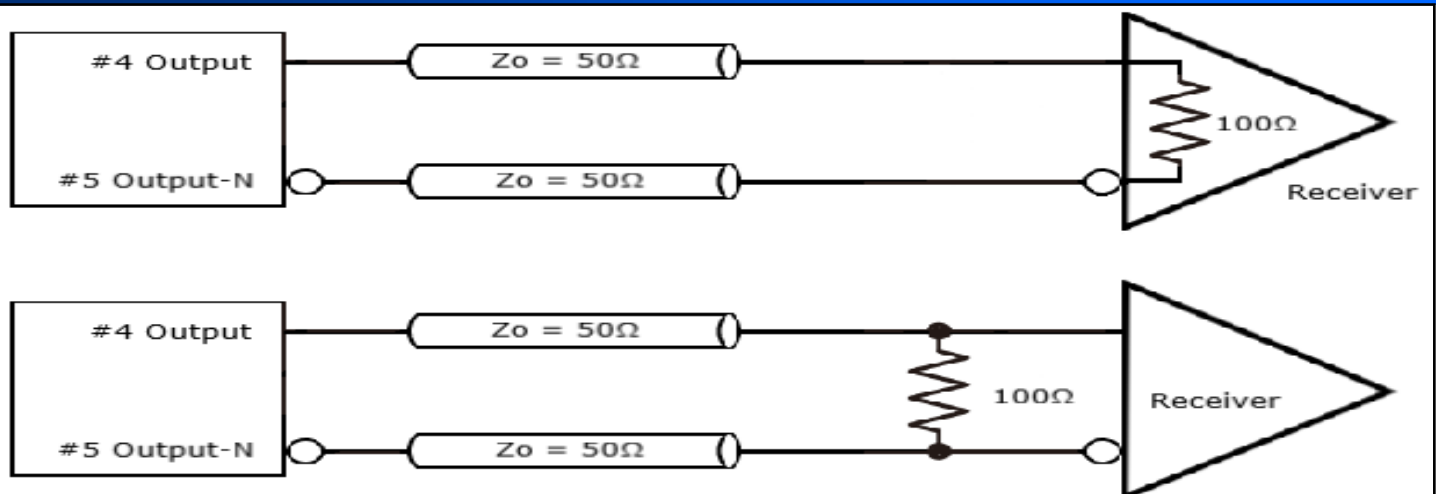 #4 Output
Zo = 50Ω
100Ω
#5 Output-N
Zo = 50Ω
Receiver
#4 Output
Zo = 50Ω
100Ω
Receiver
#5 Output-N
Zo = 50Ω